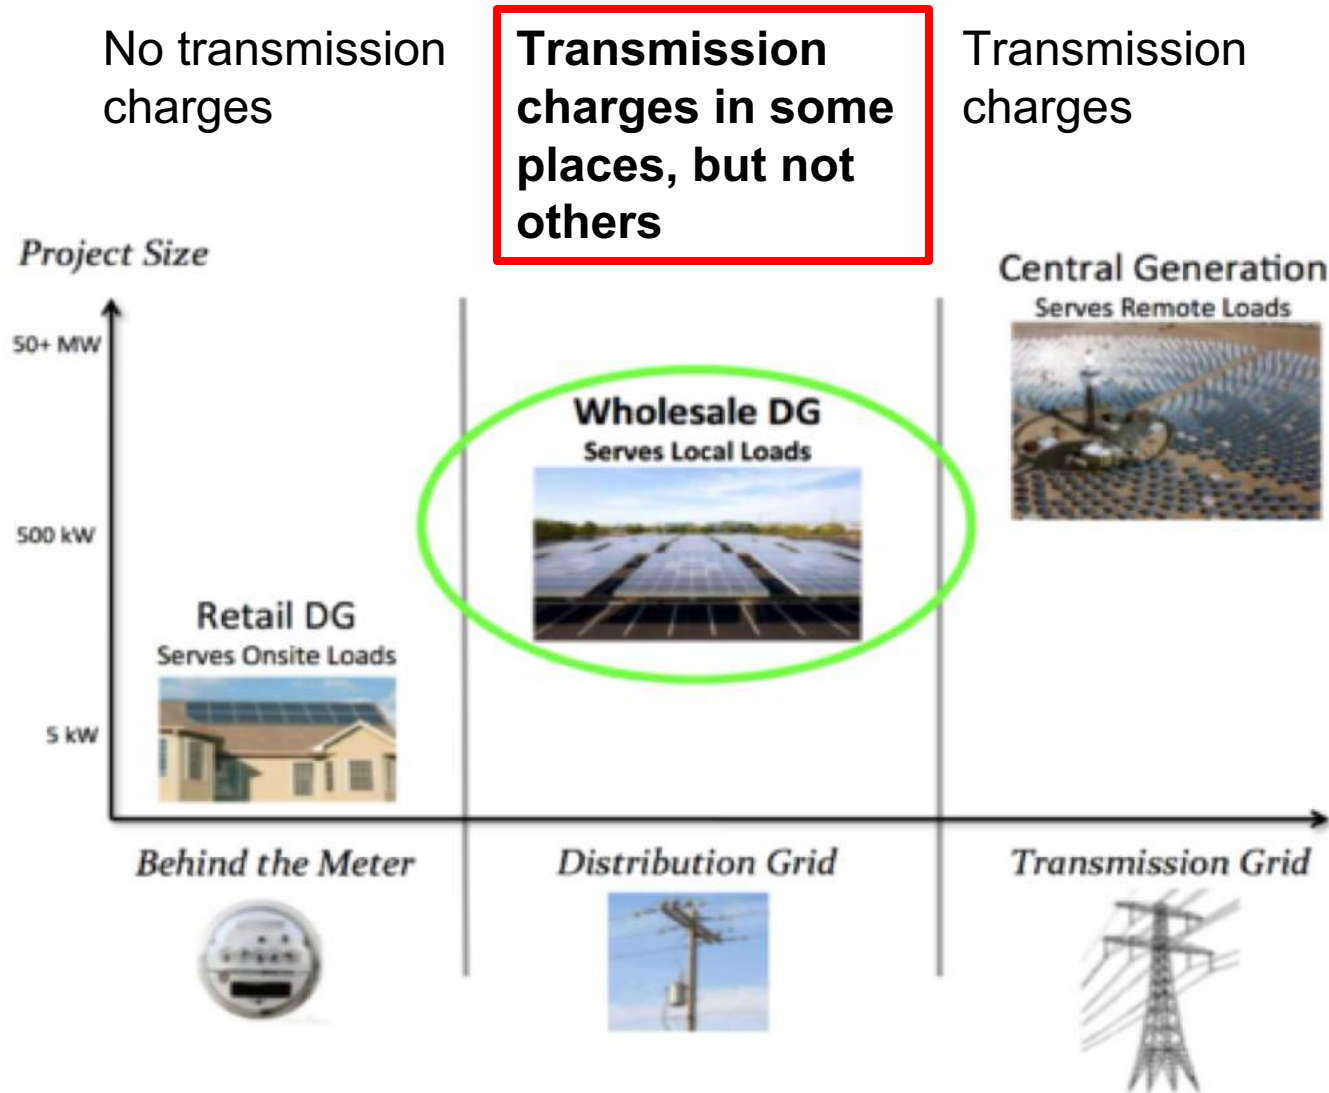 No transmission
charges
Transmission
charges in some
places, but not
others
Transmission
charges
Project Size
Central Generation
Serves Remote Loads
50+ MW
Wholesale DG
Serves Local Loads
500 kW
Retail DG
Serves Onsite Loads
5 kW
Behind the Meter
Distribution Grid
Transmission Grid